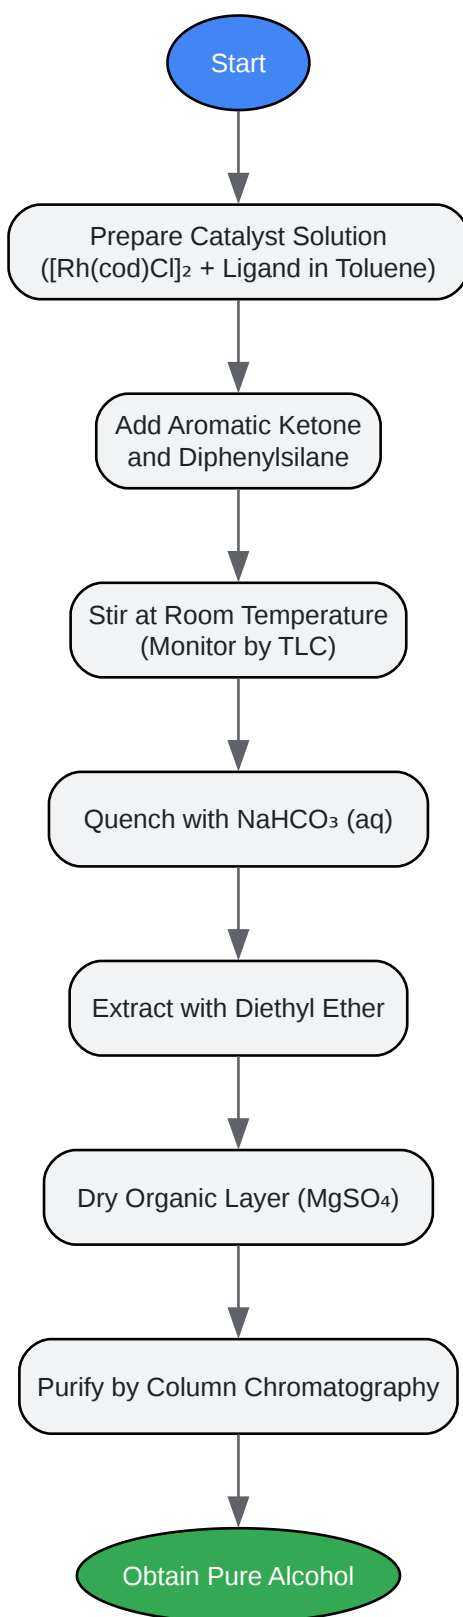 Start
Prepare Catalyst Solution
([Rh(cod)Cl]₂ + Ligand in Toluene)
Add Aromatic Ketone
and Diphenylsilane
Stir at Room Temperature
(Monitor by TLC)
Quench with NaHCO₃ (aq)
Extract with Diethyl Ether
Dry Organic Layer (MgSO₄)
Purify by Column Chromatography
Obtain Pure Alcohol